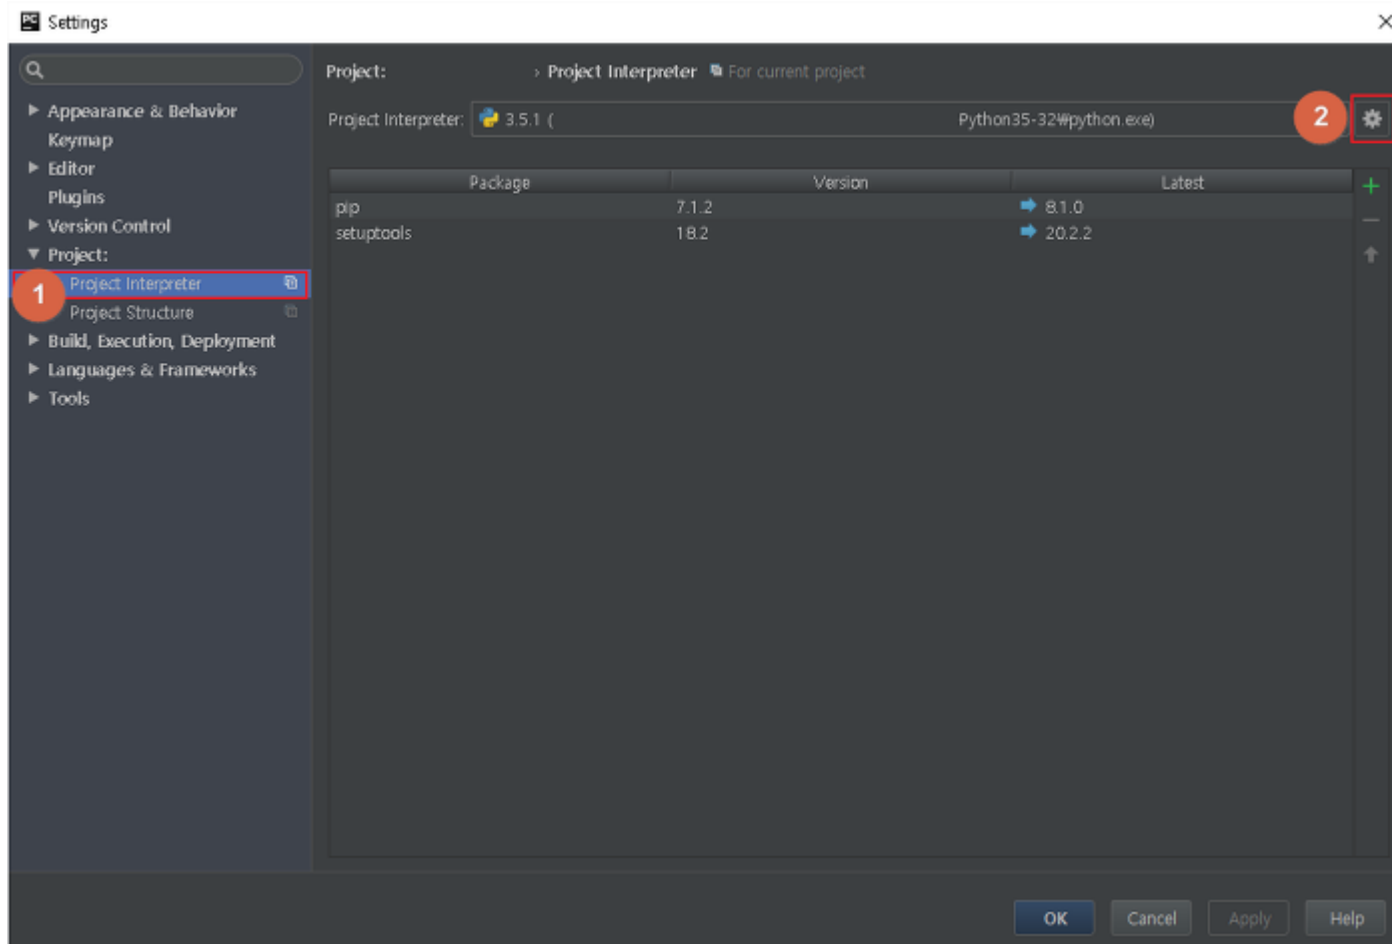 PC Settings
Project: › Project Interpreter For current project
Appearance & Behavior
Project Interpreter: 3.5.1 ( Python35-32₩python.exe) 2
Keymap
Editor
Plugins
Version Control
Project:
1 Project Interpreter
Project Structure
Build, Execution, Deployment
Languages & Frameworks
Tools
Package Version Latest
pip 7.1.2 8.1.0
setuptools 18.2 20.2.2
OK Cancel Apply Help